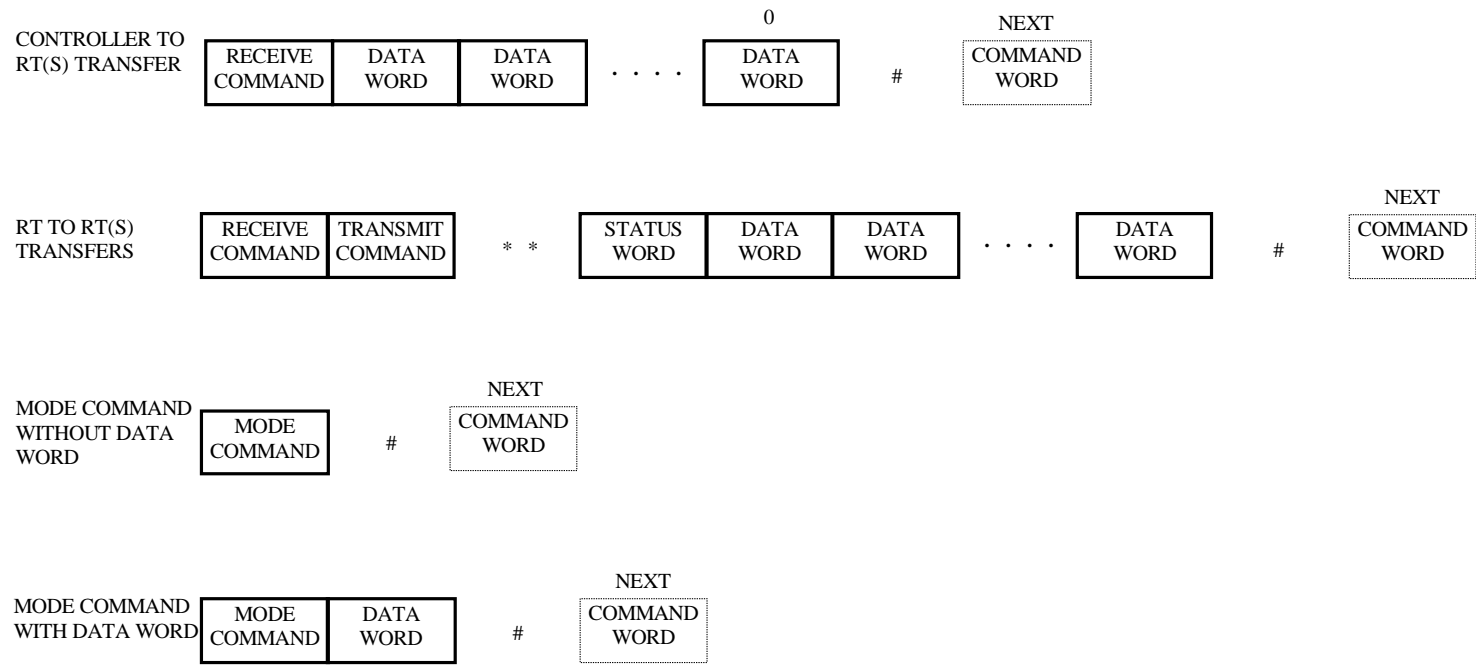 0
NEXT
CONTROLLER TO
RT(S) TRANSFER
RECEIVE
COMMAND
DATA
WORD
DATA
WORD
. . . .
DATA
WORD
#
COMMAND
WORD
NEXT
RT TO RT(S)
TRANSFERS
RECEIVE
COMMAND
TRANSMIT
COMMAND
* *
STATUS
WORD
DATA
WORD
DATA
WORD
. . . .
DATA
WORD
#
COMMAND
WORD
NEXT
MODE COMMAND
WITHOUT DATA
WORD
MODE
COMMAND
#
COMMAND
WORD
NEXT
MODE COMMAND
WITH DATA WORD
MODE
COMMAND
DATA
WORD
#
COMMAND
WORD